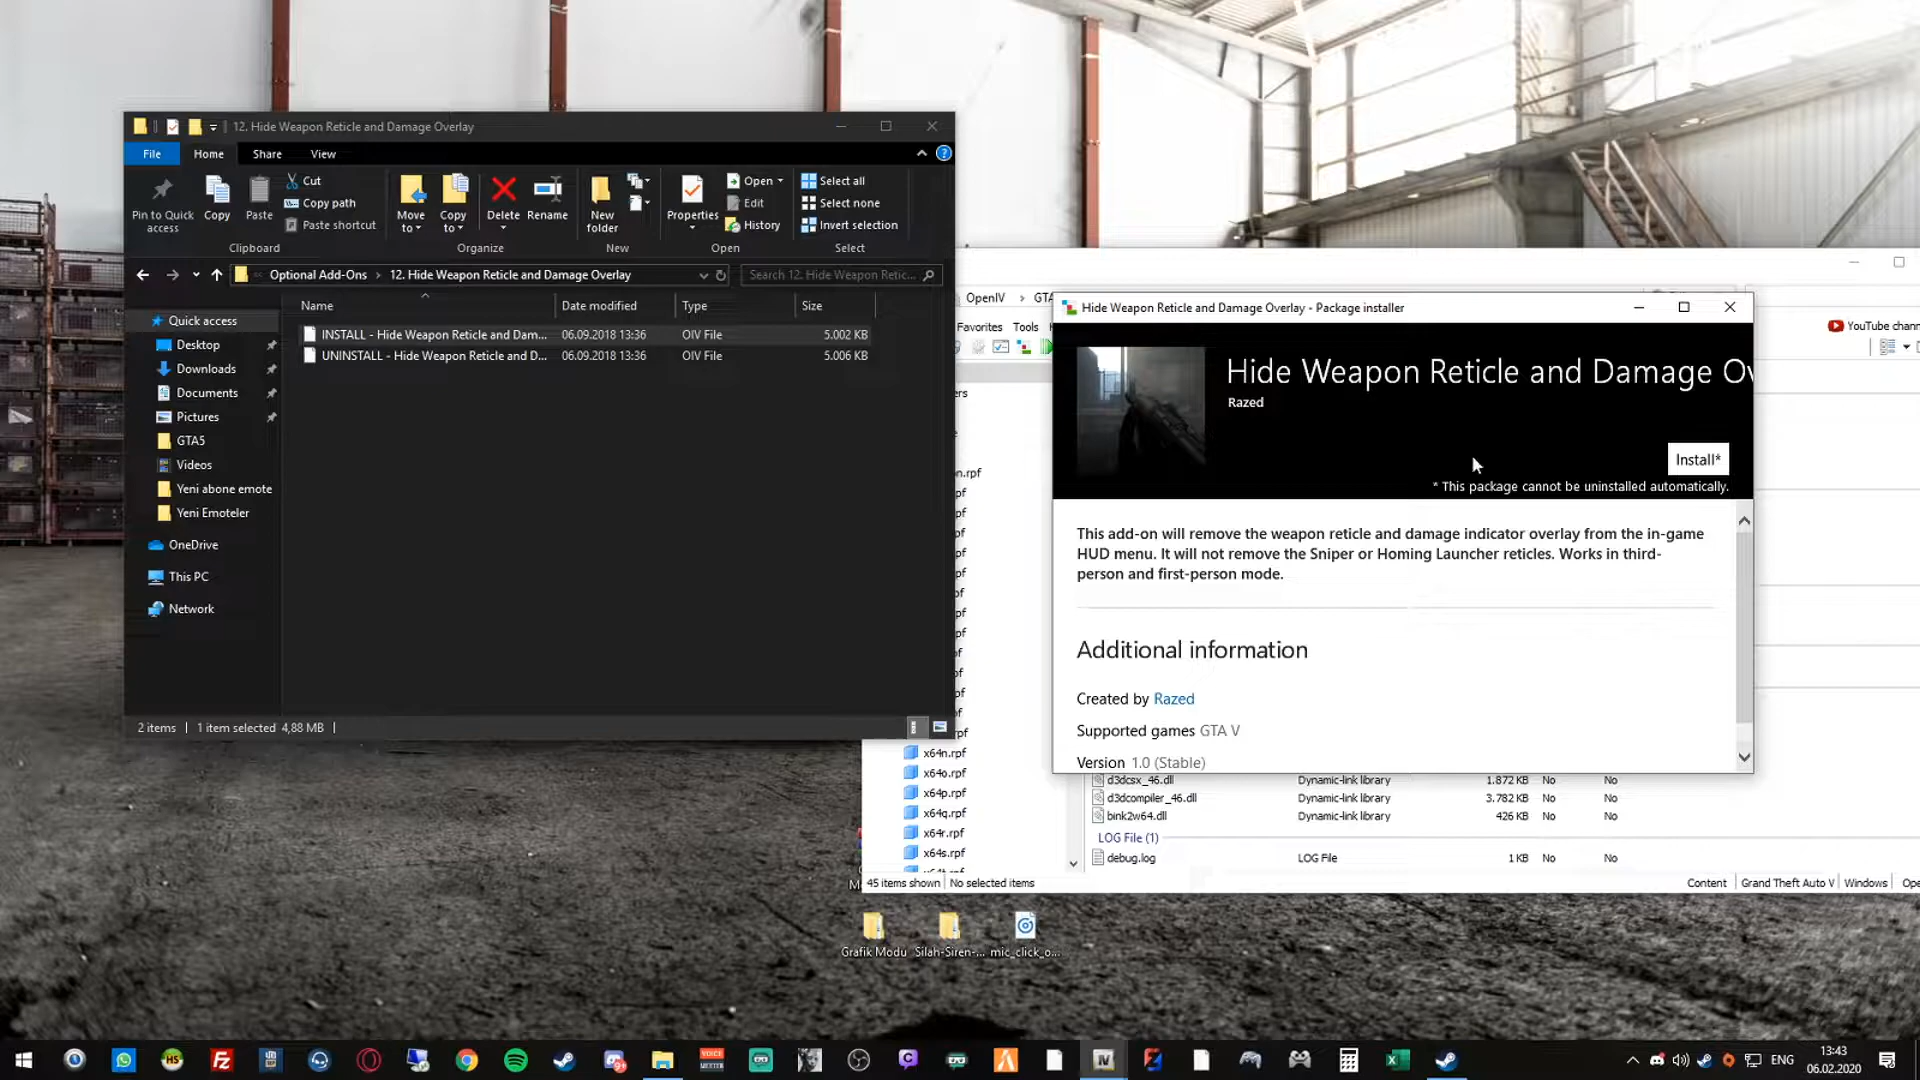 12. Hide Weapon Reticle and Damage Overlay
File
Home
Share
View
Pin to Quick access
Copy
Paste
Cut
Copy path
Paste shortcut
Clipboard
Move to
Copy to
Delete
Rename
Organize
New folder
New
Properties
Open
Edit
History
Open
Select all
Select none
Invert selection
Select
Optional Add-Ons > 12. Hide Weapon Reticle and Damage Overlay
Search 12. Hide Weapon Retic...
Name
Date modified
Type
Size
INSTALL - Hide Weapon Reticle and Dam... 06.09.2018 13:36 OIV File 5.002 KB
UNINSTALL - Hide Weapon Reticle and D... 06.09.2018 13:36 OIV File 5.006 KB
Quick access
Desktop
Downloads
Documents
Pictures
GTA5
Videos
Yeni abone emote
Yeni Emoteler
OneDrive
This PC
Network
2 items
1 item selected 4,88 MB
OpenIV > GTA
Favorites Tools
YouTube chann
Hide Weapon Reticle and Damage Overlay - Package installer
Hide Weapon Reticle and Damage Ov
Razed
Install*
* This package cannot be uninstalled automatically.
This add-on will remove the weapon reticle and damage indicator overlay from the in-game
HUD menu. It will not remove the Sniper or Homing Launcher reticles. Works in third-
person and first-person mode.
Additional information
Created by Razed
Supported games GTA V
Version 1.0 (Stable)
x64n.rpf
x64o.rpf
x64p.rpf
x64q.rpf
x64r.rpf
x64s.rpf
d3dcsx_46.dll Dynamic-link library 1.872 KB No No
d3dcompiler_46.dll Dynamic-link library 3.782 KB No No
bink2w64.dll Dynamic-link library 426 KB No No
LOG File (1)
debug.log LOG File 1 KB No No
45 items shown
No selected items
Content
Grand Theft Auto V
Windows
Ope
Grafik Modu
Silah-Siren-...
mic_click_o...
ENG
13:43
06.02.2020